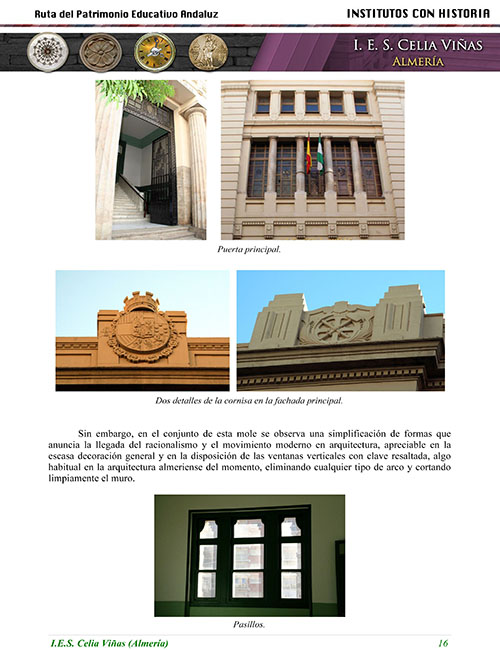 Ruta del Patrimonio Educativo Andaluz
INSTITUTOS CON HISTORIA
I. E. S. CELIA VIÑAS
ALMERÍA
Puerta principal.
Dos detalles de la cornisa en la fachada principal.
Sin embargo, en el conjunto de esta mole se observa una simplificación de formas que
anuncia la llegada del racionalismo y el movimiento moderno en arquitectura, apreciable en la
escasa decoración general y en la disposición de las ventanas verticales con clave resaltada, algo
habitual en la arquitectura almeriense del momento, eliminando cualquier tipo de arco y cortando
limpiamente el muro.
Pasillos.
I.E.S. Celia Viñas (Almería)
16